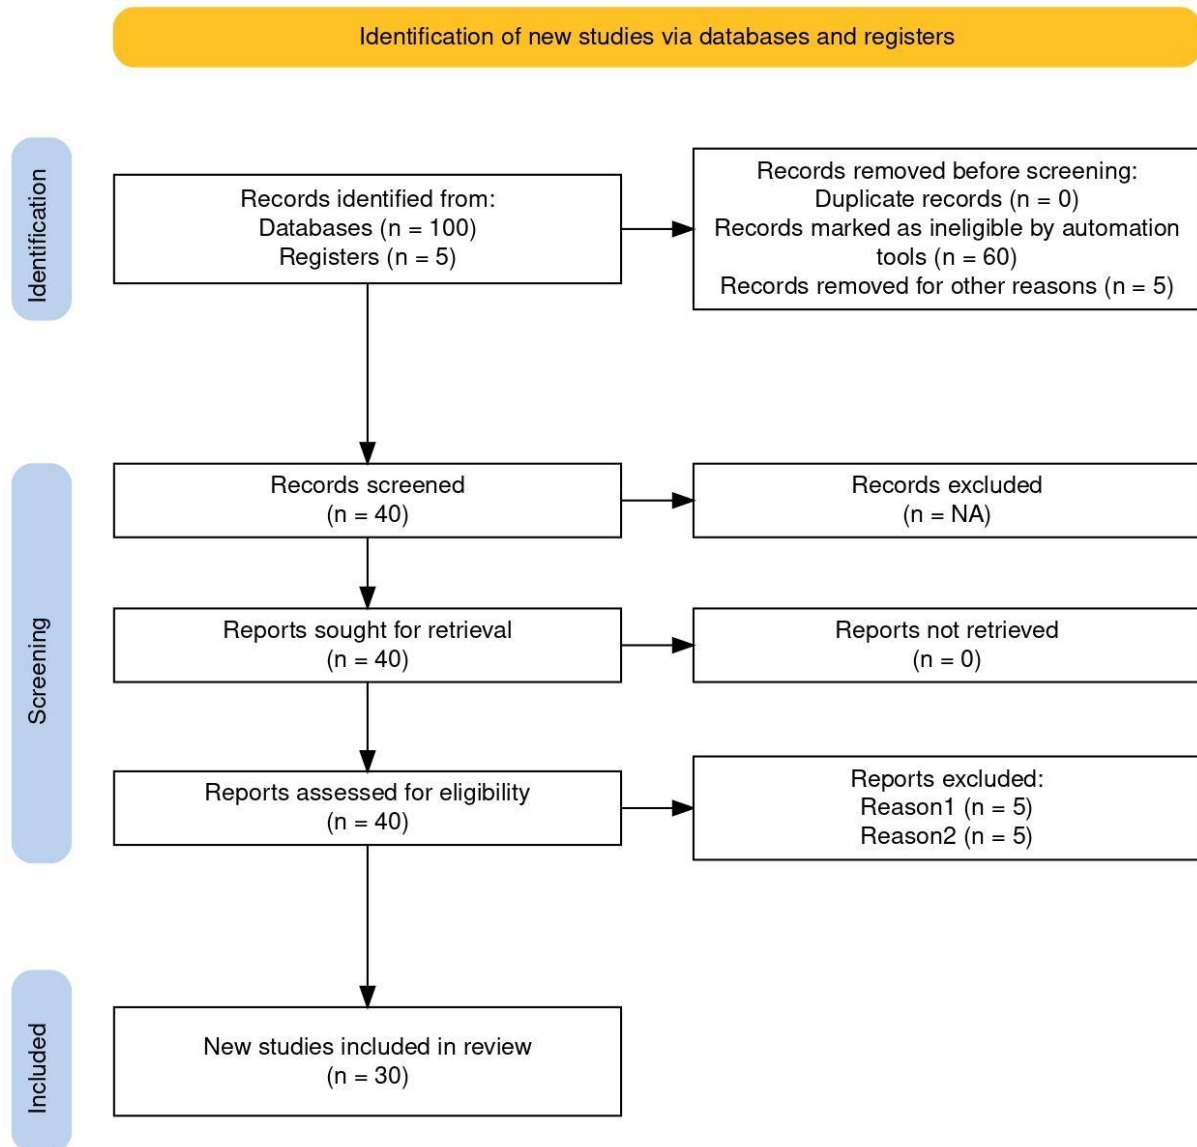 Identification of new studies via databases and registers
Identification
Records identified from:
Databases (n = 100)
Registers (n = 5)
Records removed before screening:
Duplicate records (n = 0)
Records marked as ineligible by automation
tools (n = 60)
Records removed for other reasons (n = 5)
Screening
Records screened
(n = 40)
Records excluded
(n = NA)
Reports sought for retrieval
(n = 40)
Reports not retrieved
(n = 0)
Reports assessed for eligibility
(n = 40)
Reports excluded:
Reason1 (n = 5)
Reason2 (n = 5)
Included
New studies included in review
(n = 30)